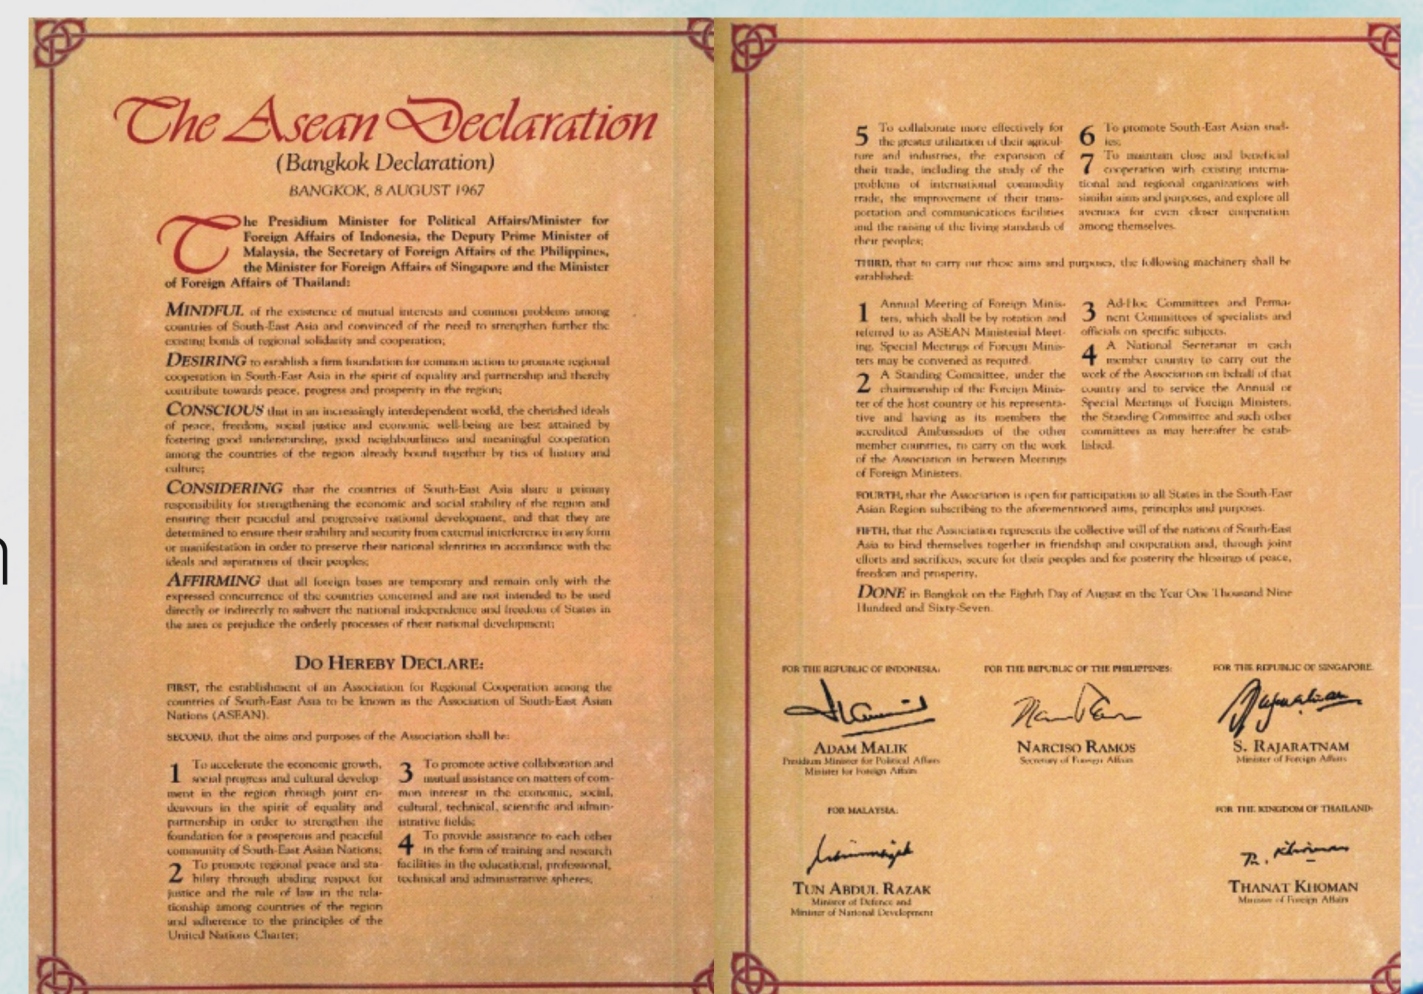 The Asean Declaration
(Bangkok Declaration)
BANGKOK, 8 AUGUST 1967
The Presidium Minister for Political Affairs/Minister for
Foreign Affairs of Indonesia, the Deputy Prime Minister of
Malaysia, the Secretary of Foreign Affairs of the Philippines,
the Minister for Foreign Affairs of Singapore and the Minister
of Foreign Affairs of Thailand:
MINDFUL of the existence of mutual interests and common problems among
countries of South-East Asia and convinced of the need to strengthen further the
existing bonds of regional solidarity and cooperation;
DESIRING to establish a firm foundation for common action to promote regional
cooperation in South-East Asia in the spirit of equality and partnership and thereby
contribute towards peace, progress and prosperity in the region;
CONSCIOUS that in an increasingly interdependent world, the cherished ideals
of peace, freedom, social justice and economic well-being are best attained by
fostering good understanding, good neighbourliness and meaningful cooperation
among the countries of the region already bound together by ties of history and
culture;
CONSIDERING that the countries of South-East Asia share a primary
responsibility for strengthening the economic and social stability of the region and
ensuring their peaceful and progressive national development, and that they are
determined to ensure their stability and security from external interference in any form
or manifestation in order to preserve their national identities in accordance with the
ideals and aspirations of their peoples;
AFFIRMING that all foreign bases are temporary and remain only with the
expressed concurrence of the countries concerned and are not intended to be used
directly or indirectly to subvert the national independence and freedom of States in
the area or prejudice the orderly processes of their national development;
DO HEREBY DECLARE:
FIRST, the establishment of an Association for Regional Cooperation among the
countries of South-East Asia to be known as the Association of South-East Asian
Nations (ASEAN).
SECOND, that the aims and purposes of the Association shall be:
1 To accelerate the economic growth,
social progress and cultural develop-
ment in the region through joint en-
deavours in the spirit of equality and
partnership in order to strengthen the
foundation for a prosperous and peaceful
community of South-East Asian Nations;
2 To promote regional peace and sta-
bility through abiding respect for
justice and the rule of law in the rela-
tionship among countries of the region
and adherence to the principles of the
United Nations Charter;
3 To promote active collaboration and
mutual assistance on matters of com-
mon interest in the economic, social,
cultural, technical, scientific and admin-
istrative fields;
4 To provide assistance to each other
in the form of training and research
facilities in the educational, professional,
technical and administrative spheres;
5 To collaborate more effectively for
the greater utilization of their agricul-
ture and industries, the expansion of
their trade, including the study of the
problems of international commodity
trade, the improvement of their trans-
portation and communications facilities
and the raising of the living standards of
their peoples;
6 To promote South-East Asian stud-
ies;
7 To maintain close and beneficial
cooperation with existing interna-
tional and regional organizations with
similar aims and purposes, and explore all
avenues for even closer cooperation
among themselves.
THIRD, that to carry out these aims and purposes, the following machinery shall be
established:
1 Annual Meeting of Foreign Minis-
ters, which shall be by rotation and
referred to as ASEAN Ministerial Meet-
ing. Special Meetings of Foreign Minis-
ters may be convened as required.
2 A Standing Committee, under the
chairmanship of the Foreign Minis-
ter of the host country or his representa-
tive and having as its members the
accredited Ambassadors of the other
member countries, to carry on the work
of the Association in between Meetings
of Foreign Ministers.
3 Ad-Hoc Committees and Perma-
nent Committees of specialists and
officials on specific subjects.
4 A National Secretariat in each
member country to carry out the
work of the Association on behalf of that
country and to service the Annual or
Special Meetings of Foreign Ministers,
the Standing Committee and such other
committees as may hereafter be estab-
lished.
FOURTH, that the Association is open for participation to all States in the South-East
Asian Region subscribing to the aforementioned aims, principles and purposes.
FIFTH, that the Association represents the collective will of the nations of South-East
Asia to bind themselves together in friendship and cooperation and, through joint
efforts and sacrifices, secure for their peoples and for posterity the blessings of peace,
freedom and prosperity.
DONE in Bangkok on the Eighth Day of August in the Year One Thousand Nine
Hundred and Sixty-Seven.
FOR THE REPUBLIC OF INDONESIA:
ADAM MALIK
Presidium Minister for Political Affairs
Minister for Foreign Affairs
FOR THE REPUBLIC OF THE PHILIPPINES:
NARCISO RAMOS
Secretary of Foreign Affairs
FOR THE REPUBLIC OF SINGAPORE:
S. RAJARATNAM
Minister of Foreign Affairs
FOR MALAYSIA:
TUN ABDUL RAZAK
Minister of Defence and
Minister of National Development
FOR THE KINGDOM OF THAILAND:
THANAT KHOMAN
Minister of Foreign Affairs